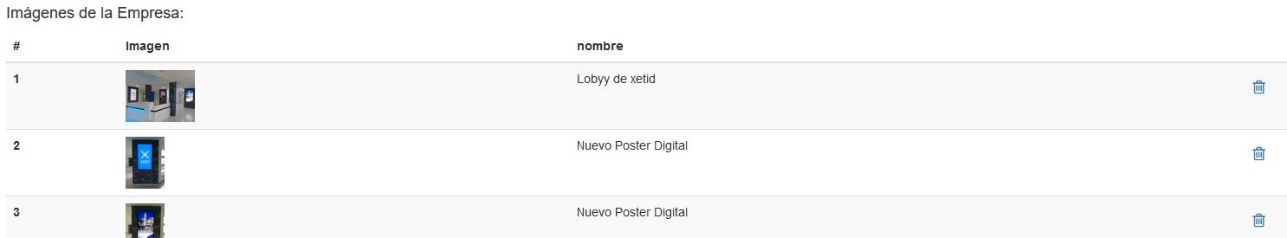 Imágenes de la Empresa:
# Imagen nombre
1 Lobyy de xetid
2 Nuevo Poster Digital
3 Nuevo Poster Digital